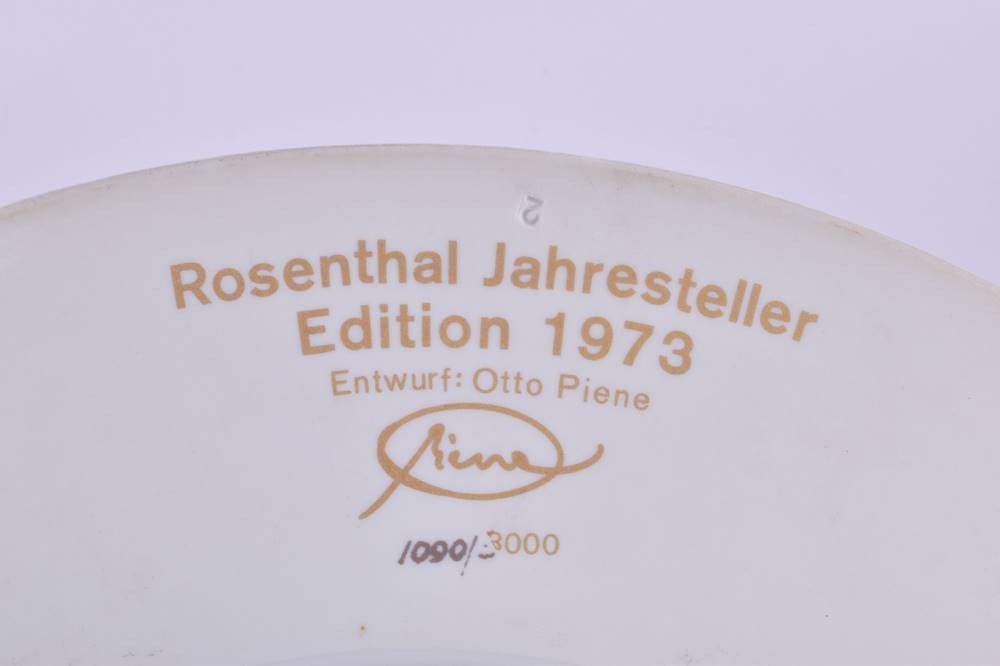 2
Rosenthal Jahresteller
Edition 1973
Entwurf: Otto Piene
Piene
1090/-3000